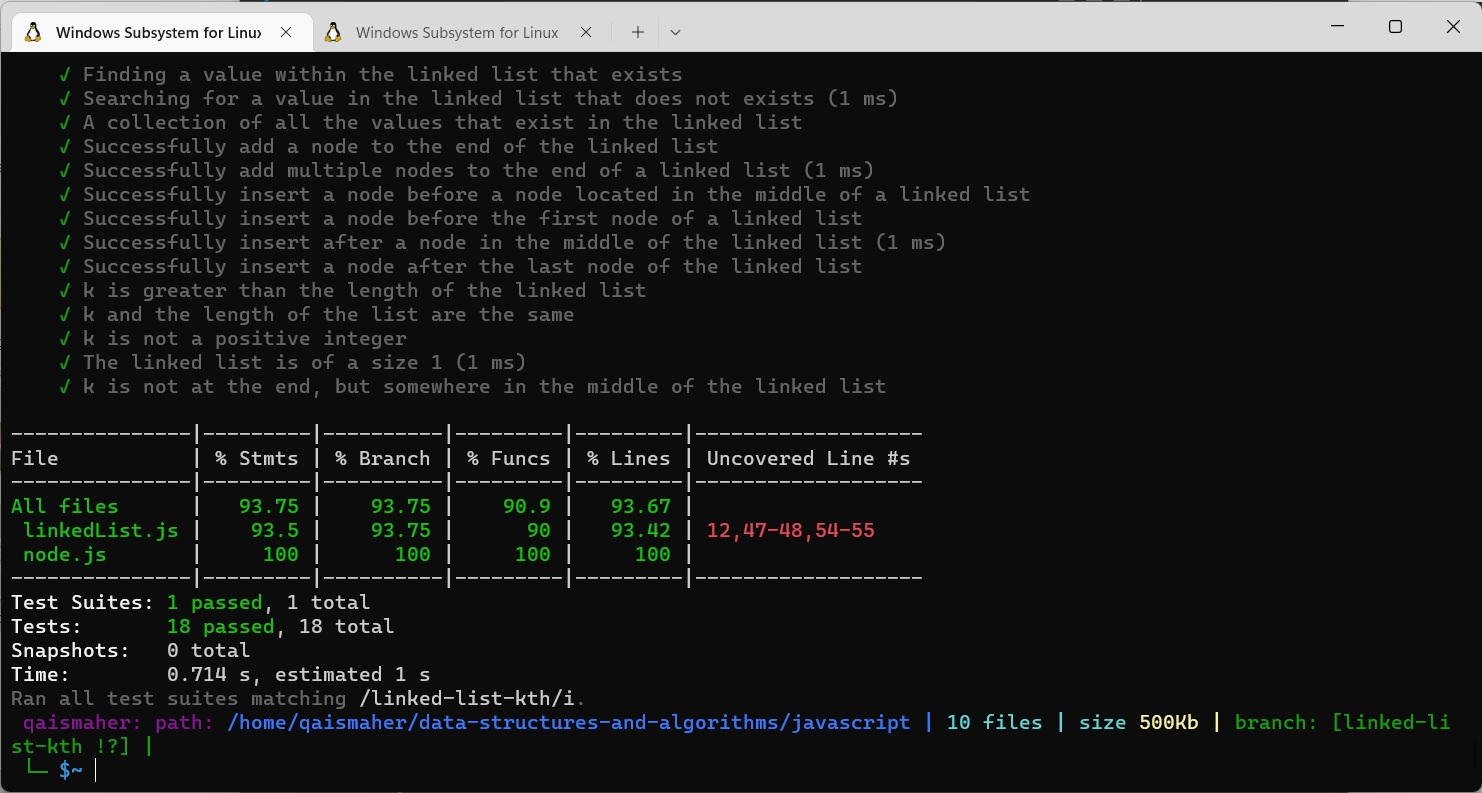 Windows Subsystem for Linux
Windows Subsystem for Linux
√ Finding a value within the linked list that exists
√ Searching for a value in the linked list that does not exists (1 ms)
√ A collection of all the values that exist in the linked list
√ Successfully add a node to the end of the linked list
√ Successfully add multiple nodes to the end of a linked list (1 ms)
√ Successfully insert a node before a node located in the middle of a linked list
√ Successfully insert a node before the first node of a linked list
√ Successfully insert after a node in the middle of the linked list (1 ms)
√ Successfully insert a node after the last node of the linked list
√ k is greater than the length of the linked list
√ k and the length of the list are the same
√ k is not a positive integer
√ The linked list is of a size 1 (1 ms)
√ k is not at the end, but somewhere in the middle of the linked list
---------------|---------|----------|---------|---------|-------------------
File           | % Stmts | % Branch | % Funcs | % Lines | Uncovered Line #s
---------------|---------|----------|---------|---------|-------------------
All files      |   93.75 |    93.75 |    90.9 |   93.67 |
 linkedList.js |    93.5 |    93.75 |      90 |   93.42 | 12,47-48,54-55
 node.js       |     100 |      100 |     100 |     100 |
---------------|---------|----------|---------|---------|-------------------
Test Suites: 1 passed, 1 total
Tests:       18 passed, 18 total
Snapshots:   0 total
Time:        0.714 s, estimated 1 s
Ran all test suites matching /linked-list-kth/i.
qaismaher: path: /home/qaismaher/data-structures-and-algorithms/javascript | 10 files | size 500Kb | branch: [linked-li
st-kth !?] |
└─ $~